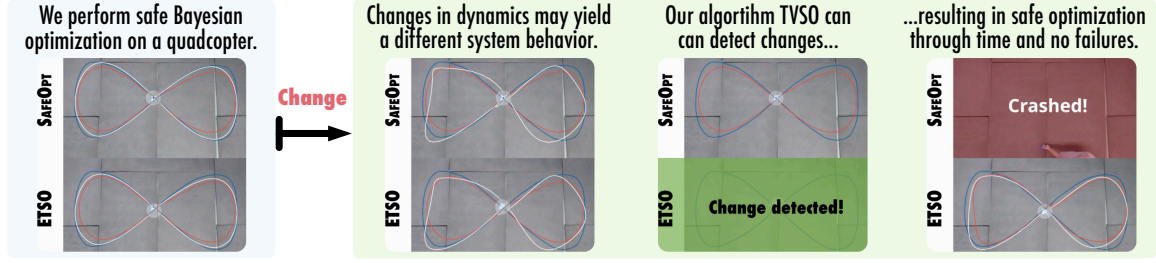 We perform safe Bayesian
optimization on a quadcopter.
SAFEOPT
ETSO
Change
Changes in dynamics may yield
a different system behavior.
SAFEOPT
ETSO
Our algortihm TVSO can
can detect changes...
SAFEOPT
ETSO
Change detected!
...resulting in safe optimization
through time and no failures.
SAFEOPT
Crashed!
ETSO